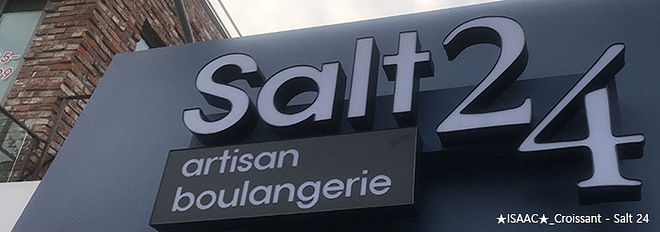 Salt 24
artisan
boulangerie
★ISAAC★_Croissant - Salt 24